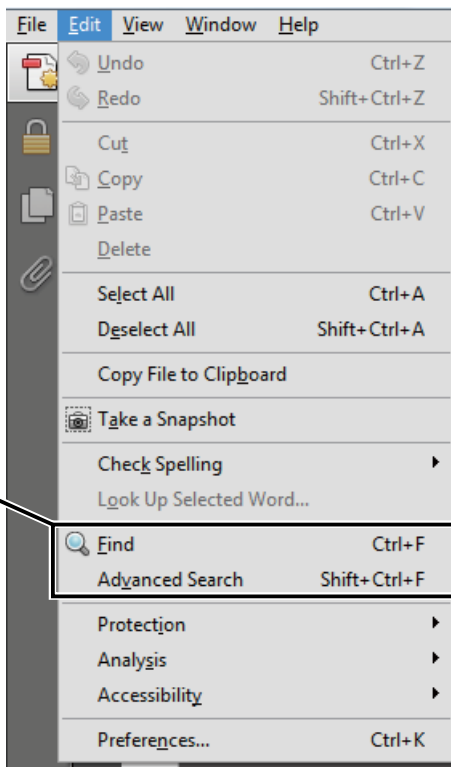 File Edit View Window Help
Undo Ctrl+Z
Redo Shift+Ctrl+Z
Cut Ctrl+X
Copy Ctrl+C
Paste Ctrl+V
Delete
Select All Ctrl+A
Deselect All Shift+Ctrl+A
Copy File to Clipboard
Take a Snapshot
Check Spelling
Look Up Selected Word...
Find Ctrl+F
Advanced Search Shift+Ctrl+F
Protection
Analysis
Accessibility
Preferences... Ctrl+K